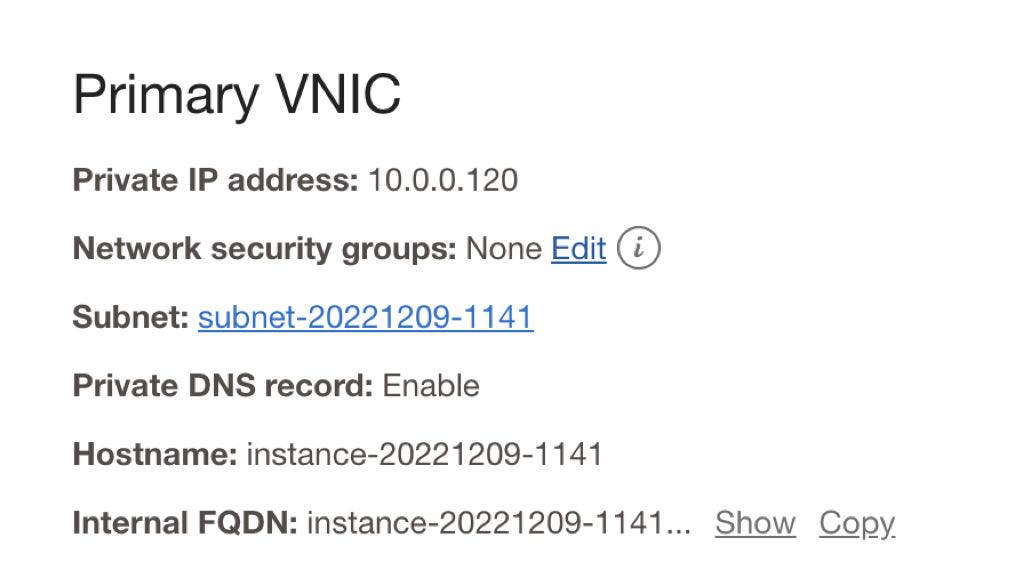 Primary VNIC
Private IP address: 10.0.0.120
Network security groups: None Edit i
Subnet: subnet-20221209-1141
Private DNS record: Enable
Hostname: instance-20221209-1141
Internal FQDN: instance-20221209-1141... Show Copy